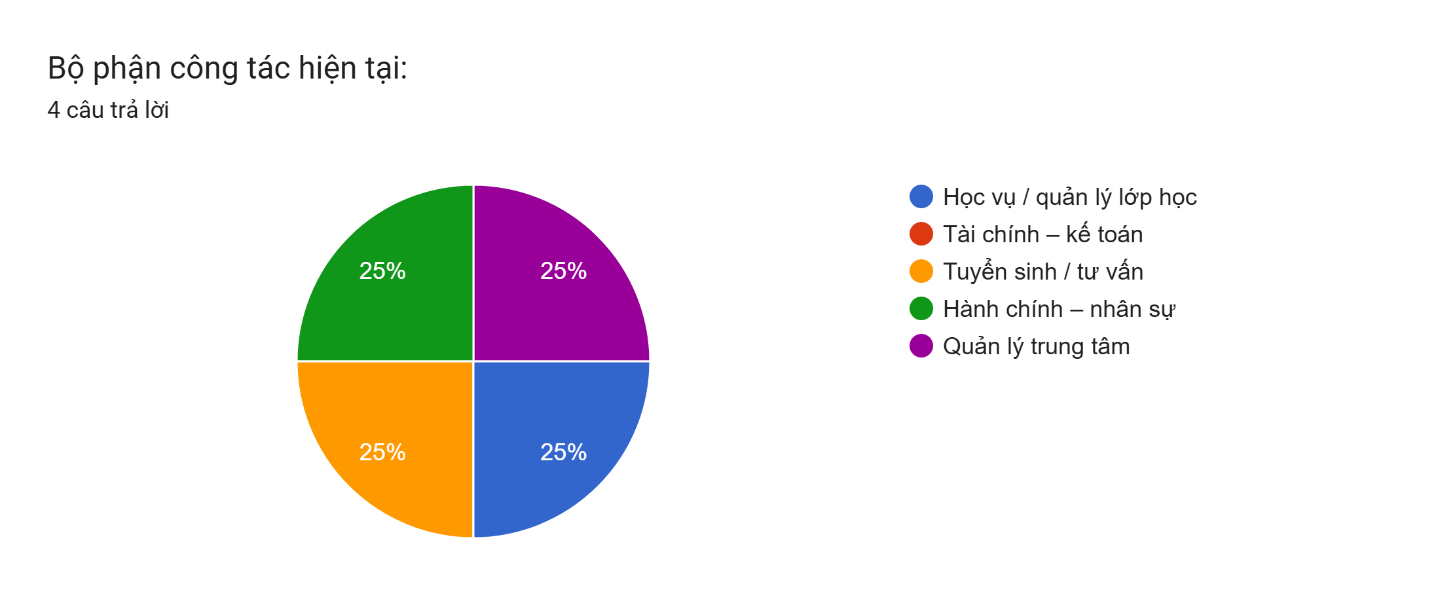 Bộ phận công tác hiện tại:
4 câu trả lời
25%
25%
25%
25%
Học vụ / quản lý lớp học
Tài chính – kế toán
Tuyển sinh / tư vấn
Hành chính – nhân sự
Quản lý trung tâm